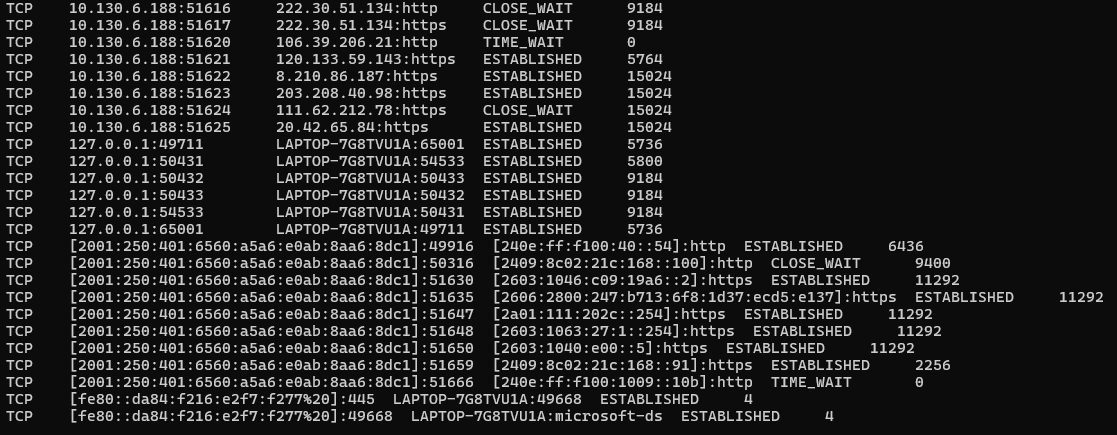 TCP    10.130.6.188:51616     222.30.51.134:http     CLOSE_WAIT      9184
TCP    10.130.6.188:51617     222.30.51.134:https    CLOSE_WAIT      9184
TCP    10.130.6.188:51620     106.39.206.21:http     TIME_WAIT       0
TCP    10.130.6.188:51621     120.133.59.143:https   ESTABLISHED     5764
TCP    10.130.6.188:51622     8.210.86.187:https     ESTABLISHED     15024
TCP    10.130.6.188:51623     203.208.40.98:https    ESTABLISHED     15024
TCP    10.130.6.188:51624     111.62.212.78:https    CLOSE_WAIT      15024
TCP    10.130.6.188:51625     20.42.65.84:https      ESTABLISHED     15024
TCP    127.0.0.1:49711        LAPTOP-7G8TVU1A:65001  ESTABLISHED     5736
TCP    127.0.0.1:50431        LAPTOP-7G8TVU1A:54533  ESTABLISHED     5800
TCP    127.0.0.1:50432        LAPTOP-7G8TVU1A:50433  ESTABLISHED     9184
TCP    127.0.0.1:50433        LAPTOP-7G8TVU1A:50432  ESTABLISHED     9184
TCP    127.0.0.1:54533        LAPTOP-7G8TVU1A:50431  ESTABLISHED     9184
TCP    127.0.0.1:65001        LAPTOP-7G8TVU1A:49711  ESTABLISHED     5736
TCP    [2001:250:401:6560:a5a6:e0ab:8aa6:8dc1]:49916  [240e:ff:f100:40::54]:http  ESTABLISHED     6436
TCP    [2001:250:401:6560:a5a6:e0ab:8aa6:8dc1]:50316  [2409:8c02:21c:168::100]:http  CLOSE_WAIT      9400
TCP    [2001:250:401:6560:a5a6:e0ab:8aa6:8dc1]:51630  [2603:1046:c09:19a6::2]:https  ESTABLISHED     11292
TCP    [2001:250:401:6560:a5a6:e0ab:8aa6:8dc1]:51635  [2606:2800:247:b713:6f8:1d37:ecd5:e137]:https  ESTABLISHED     11292
TCP    [2001:250:401:6560:a5a6:e0ab:8aa6:8dc1]:51647  [2a01:111:202c::254]:https  ESTABLISHED     11292
TCP    [2001:250:401:6560:a5a6:e0ab:8aa6:8dc1]:51648  [2603:1063:27:1::254]:https  ESTABLISHED     11292
TCP    [2001:250:401:6560:a5a6:e0ab:8aa6:8dc1]:51650  [2603:1040:e00::5]:https  ESTABLISHED     11292
TCP    [2001:250:401:6560:a5a6:e0ab:8aa6:8dc1]:51659  [2409:8c02:21c:168::91]:https  ESTABLISHED     2256
TCP    [2001:250:401:6560:a5a6:e0ab:8aa6:8dc1]:51666  [240e:ff:f100:1009::10b]:http  TIME_WAIT       0
TCP    [fe80::da84:f216:e2f7:f277%20]:445  LAPTOP-7G8TVU1A:49668  ESTABLISHED     4
TCP    [fe80::da84:f216:e2f7:f277%20]:49668  LAPTOP-7G8TVU1A:microsoft-ds  ESTABLISHED     4